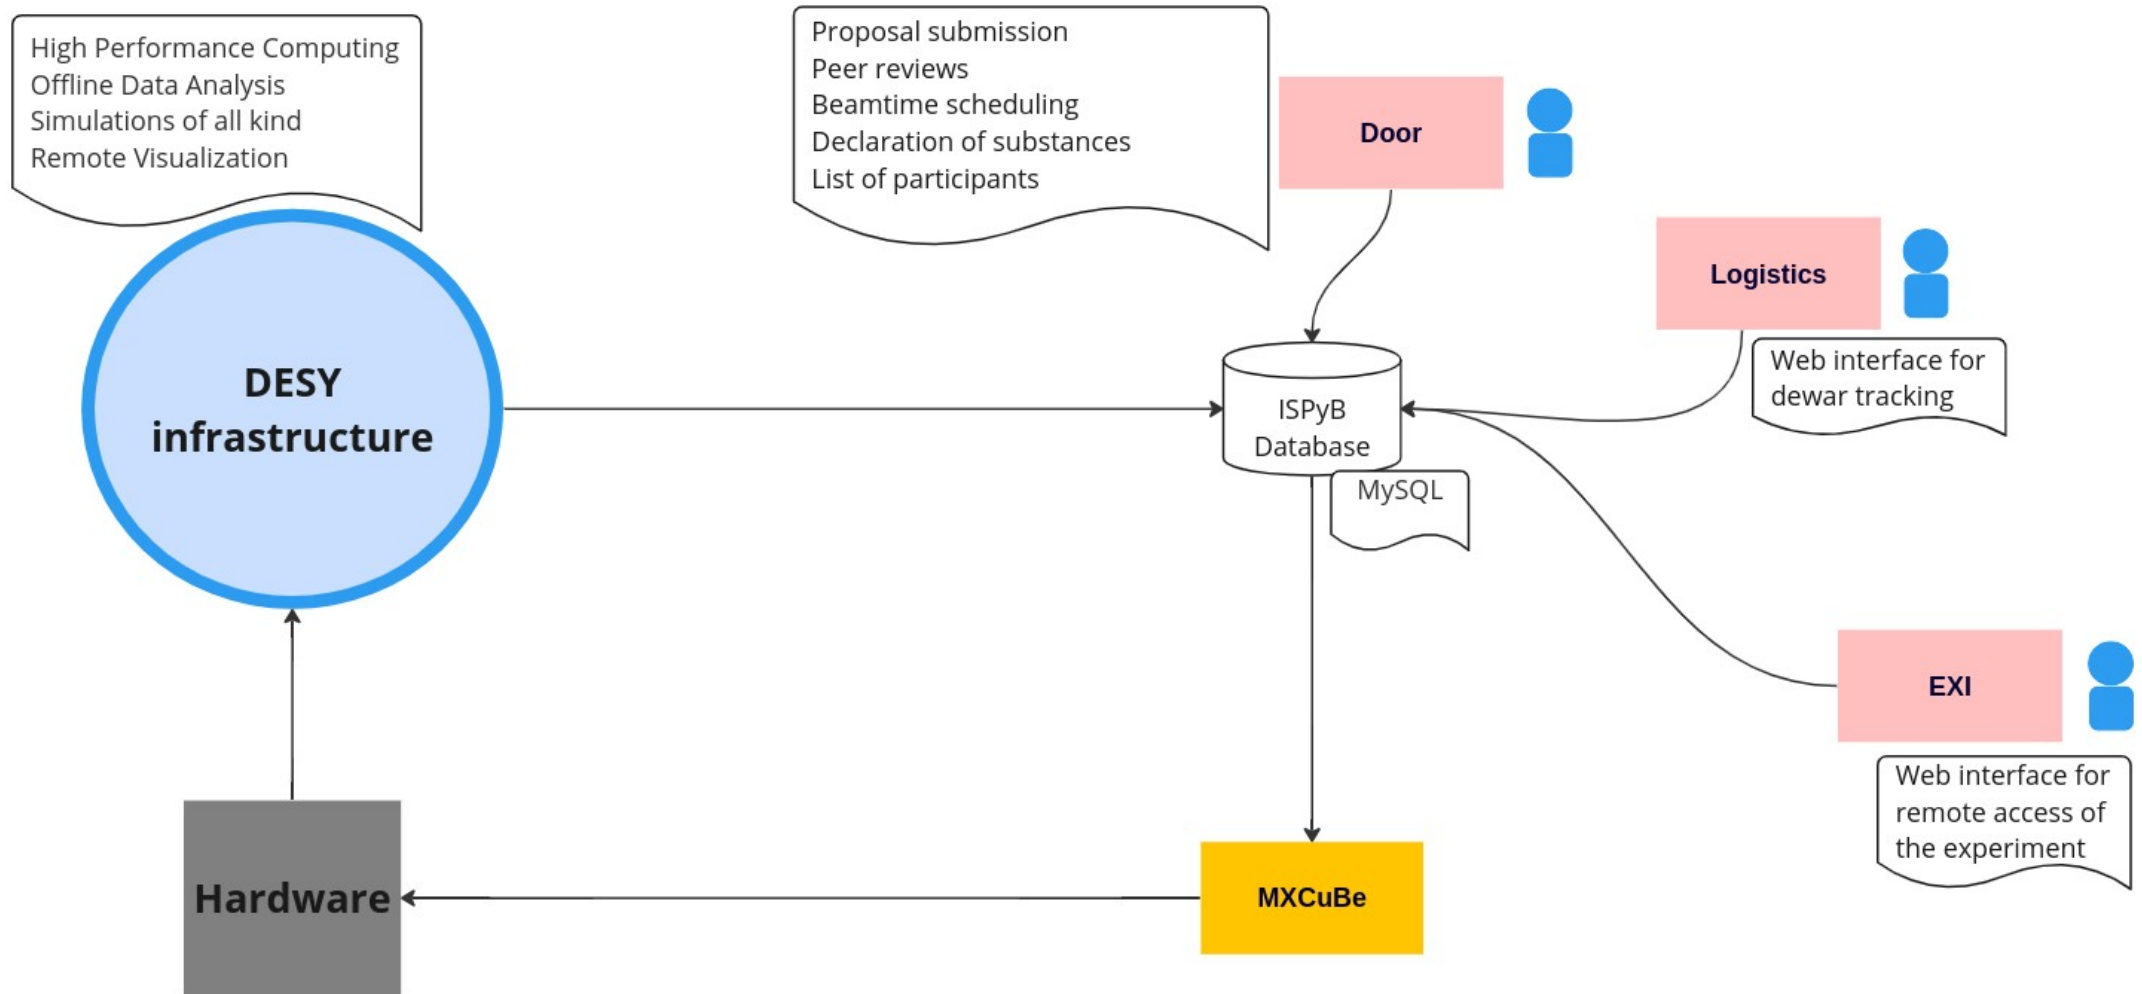 High Performance Computing
Offline Data Analysis
Simulations of all kind
Remote Visualization
Proposal submission
Peer reviews
Beamtime scheduling
Declaration of substances
List of participants
Door
Logistics
Web interface for
dewar tracking
DESY
infrastructure
ISPyB
Database
MySQL
EXI
Web interface for
remote access of
the experiment
Hardware
MXCuBe